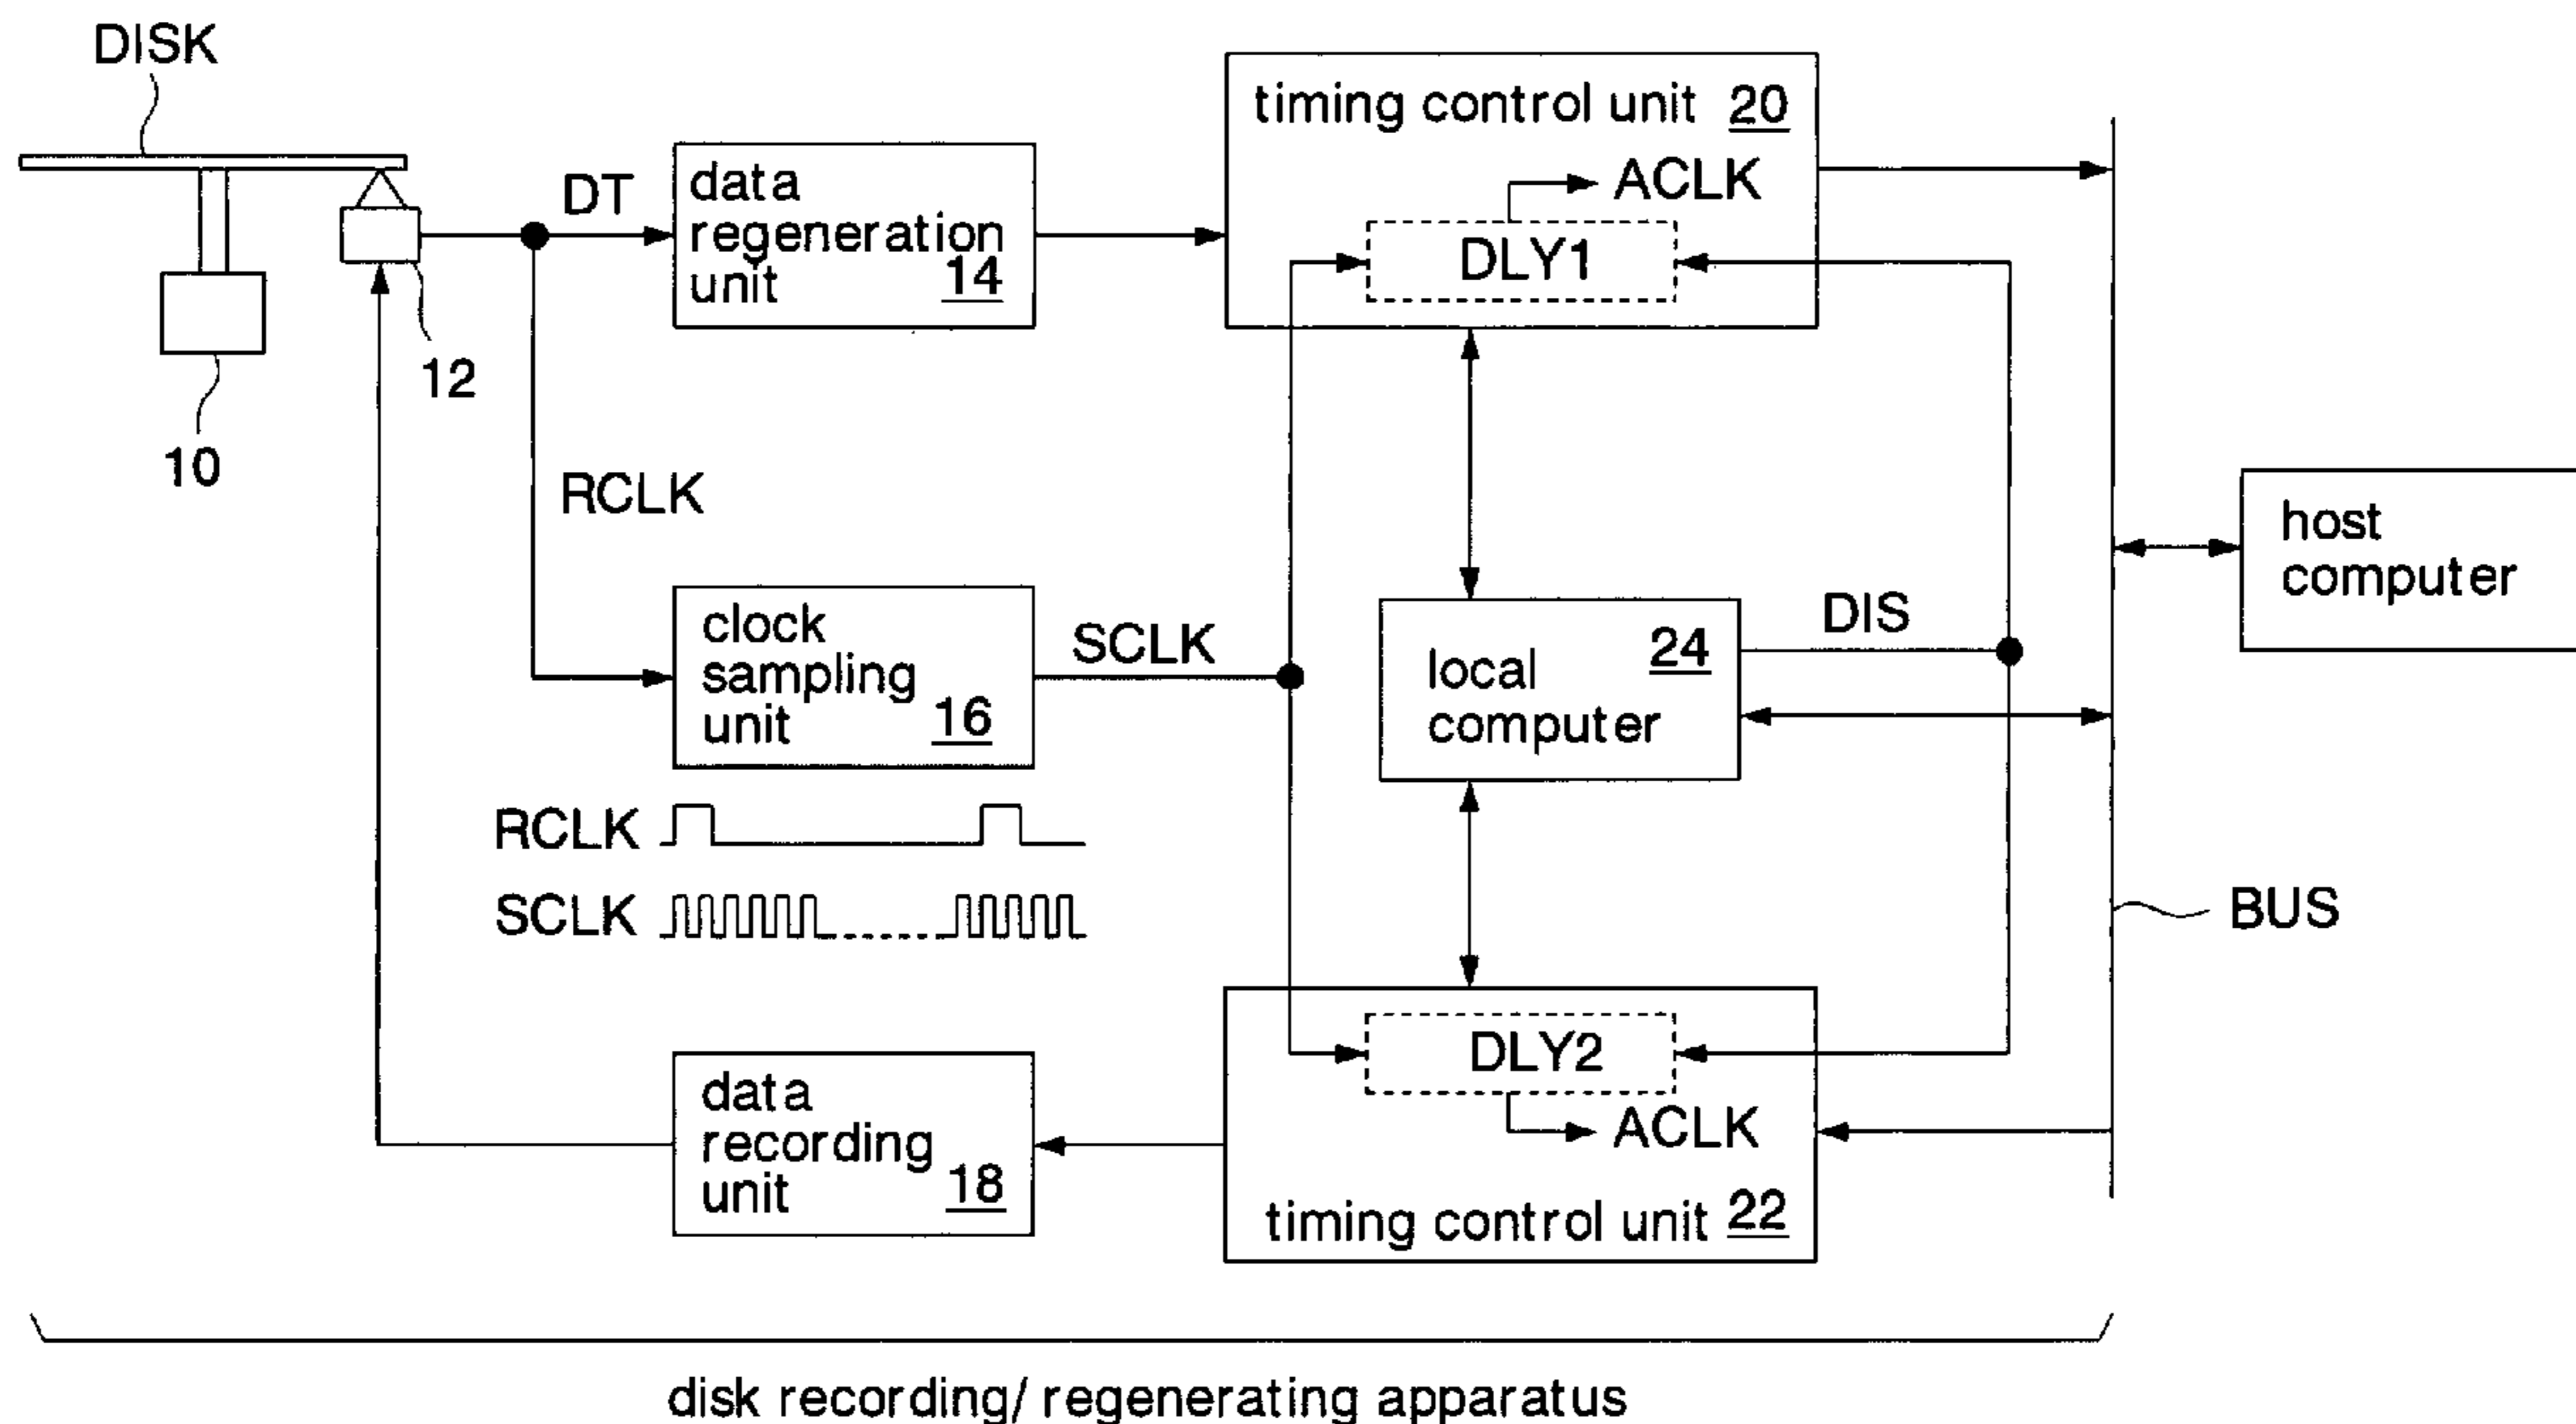 DISK
10
12
DT
RCLK
data
regeneration
unit 14
timing control unit 20
ACLK
DLY1
clock
sampling
unit 16
SCLK
local
computer
24
DIS
host
computer
RCLK
SCLK
BUS
data
recording
unit 18
DLY2
ACLK
timing control unit 22
disk recording/ regenerating apparatus